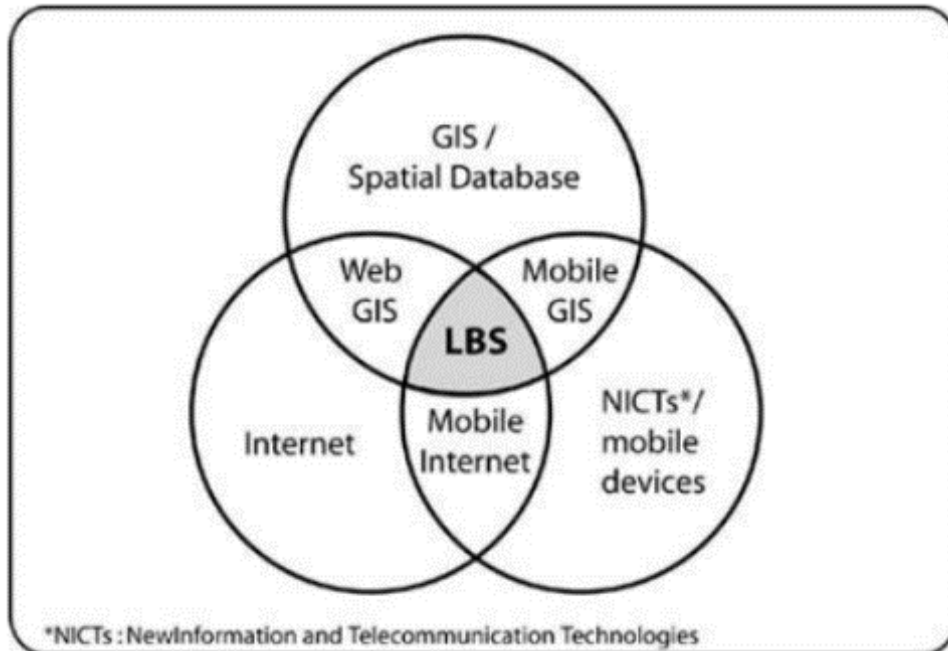 GIS /
Spatial Database
Web
GIS
Mobile
GIS
LBS
Internet
Mobile
Internet
NICTs*/
mobile
devices
*NICTs : NewInformation and Telecommunication Technologies